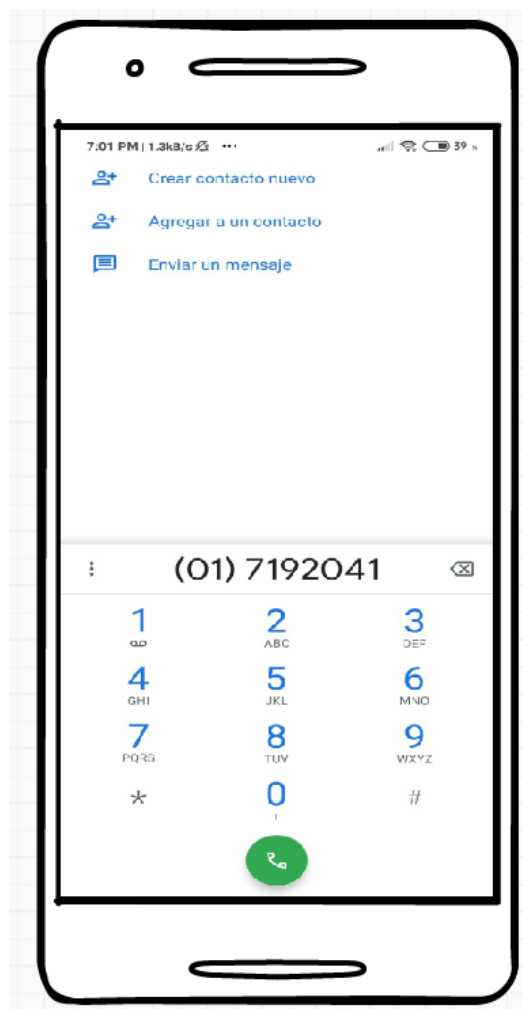 7:01 PM | 1.3kB/s ... 39 %
Crear contacto nuevo
Agregar a un contacto
Enviar un mensaje
(01) 7192041
1 2 3
ABC DEF
4 5 6
GHI JKL MNO
7 8 9
PQRS TUV WXYZ
* 0 #
+